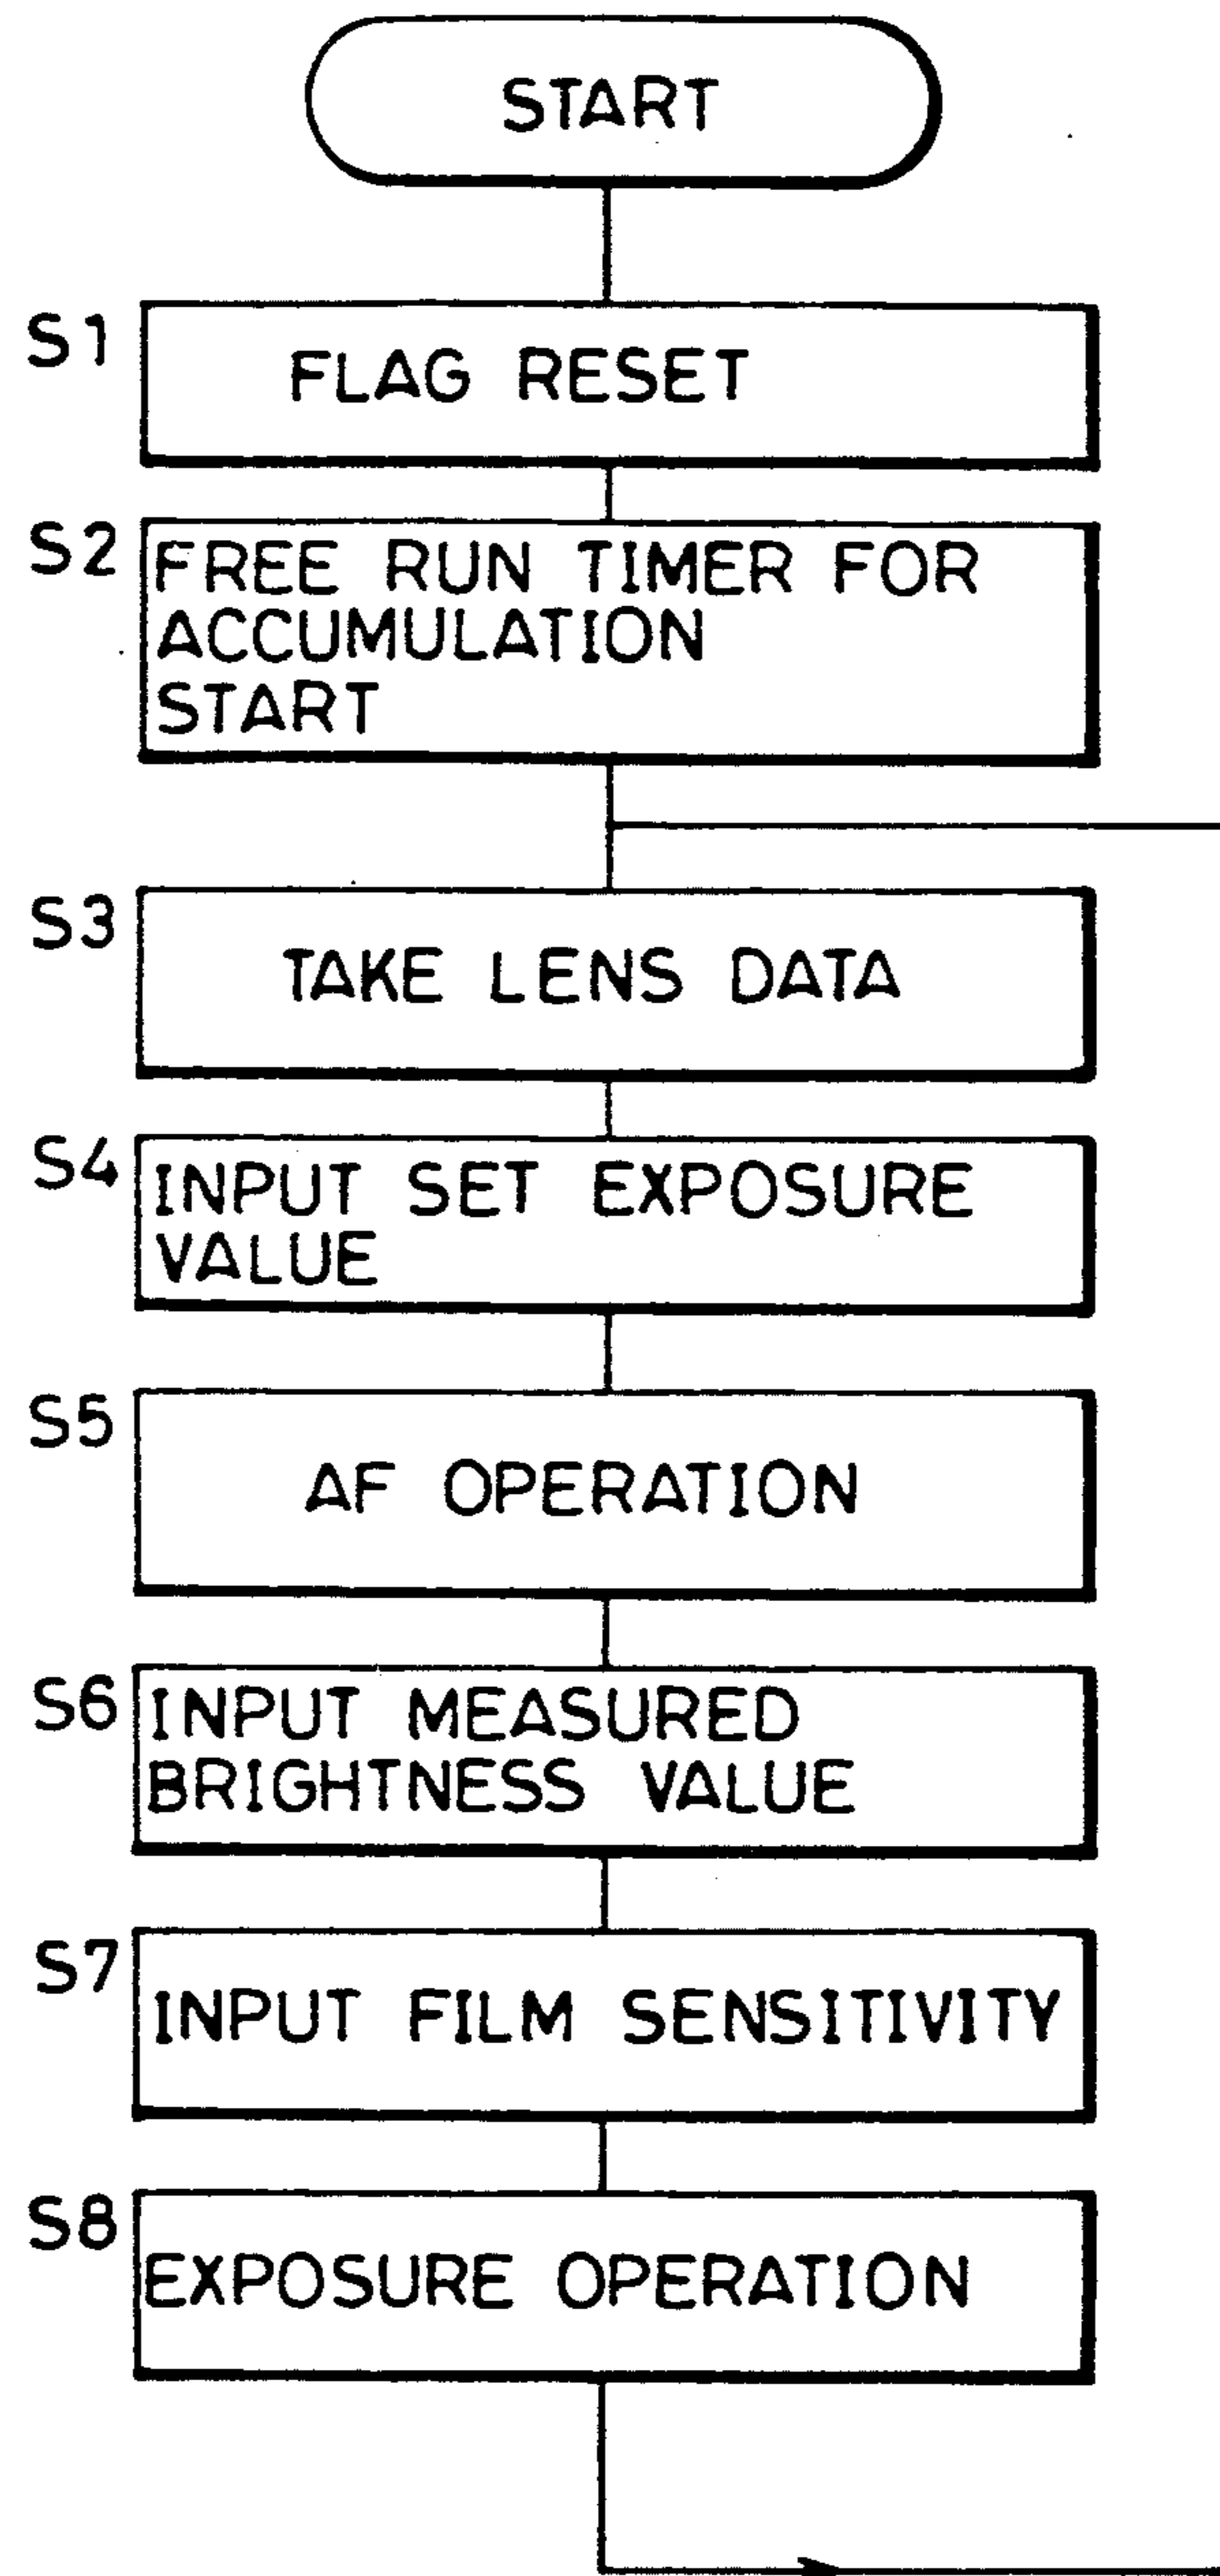 START
S1
FLAG RESET
S2
FREE RUN TIMER FOR
ACCUMULATION
START
S3
TAKE LENS DATA
S4
INPUT SET EXPOSURE
VALUE
S5
AF OPERATION
S6
INPUT MEASURED
BRIGHTNESS VALUE
S7
INPUT FILM SENSITIVITY
S8
EXPOSURE OPERATION